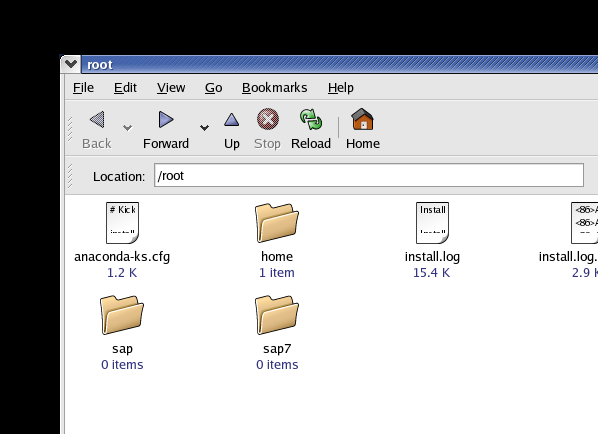 root
File Edit View Go Bookmarks Help
Back Forward Up Stop Reload Home
Location: /root
# Kick
install
Install
Install
<86>A
<86>A
anaconda-ks.cfg home install.log install.log.
1.2 K 1 item 15.4 K 2.9 K
sap sap7
0 items 0 items